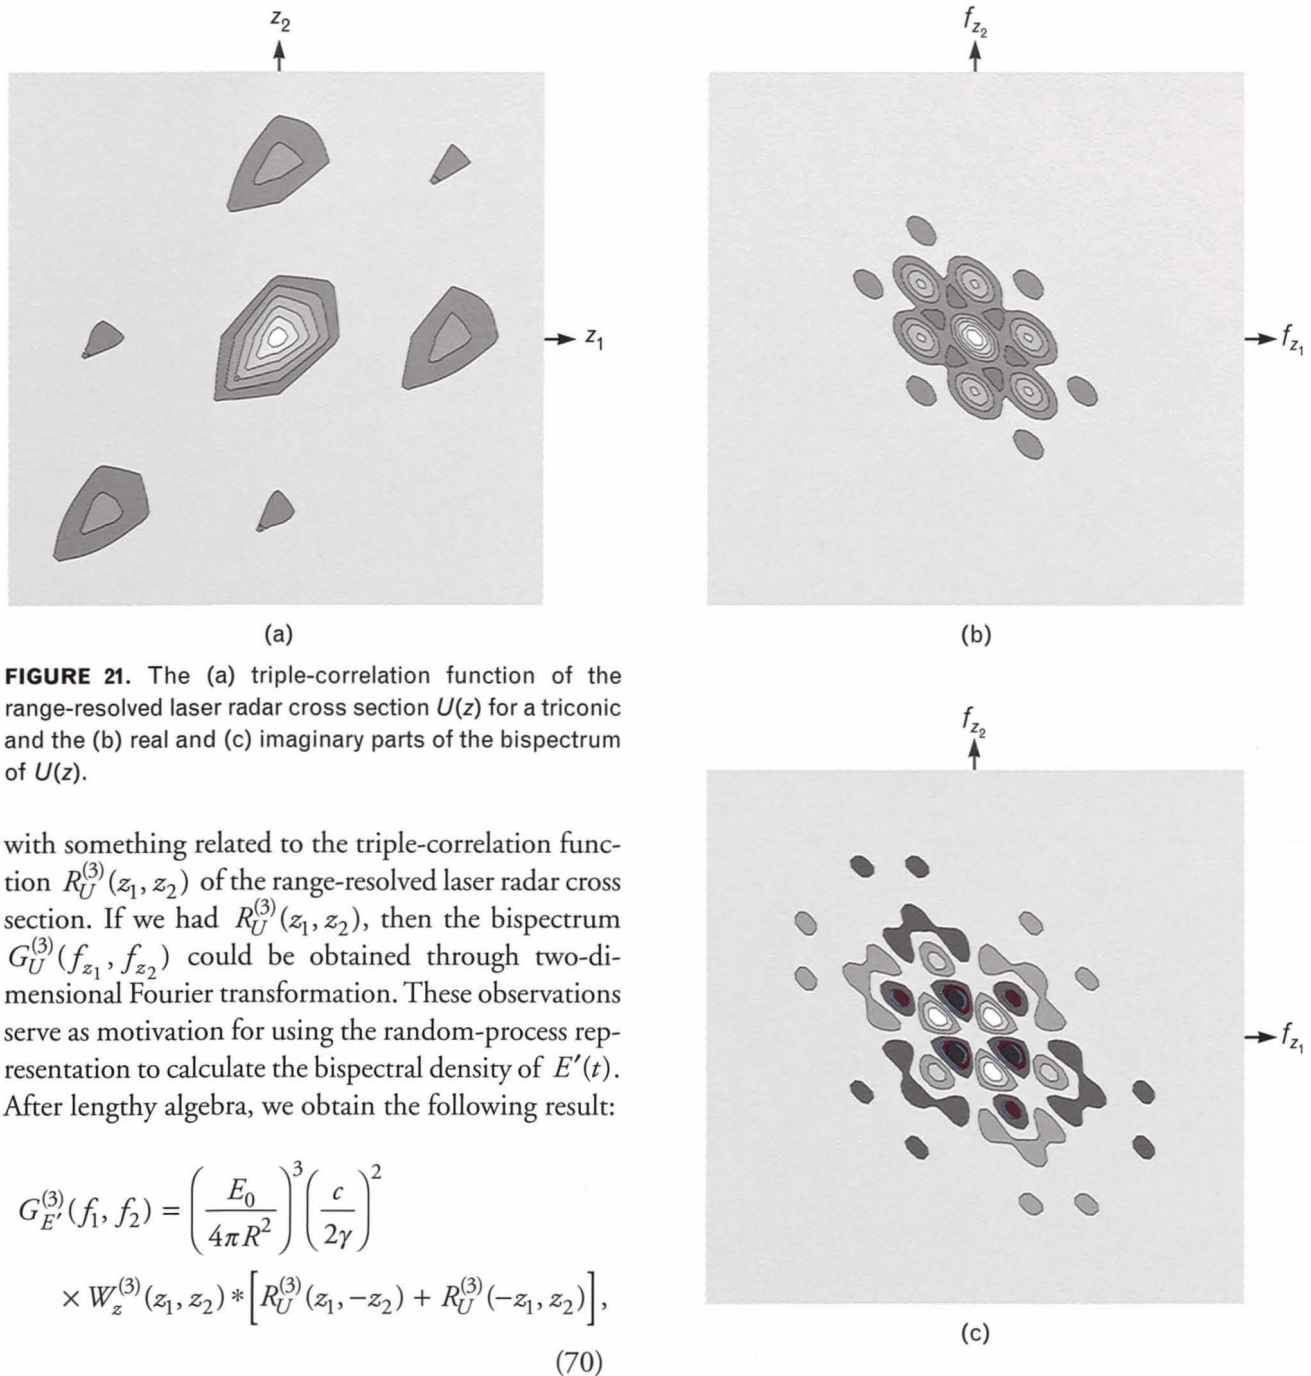 z₂
z₁
(a)
f_{z₂}
f_{z₁}
(b)
FIGURE 21. The (a) triple-correlation function of the
range-resolved laser radar cross section U(z) for a triconic
and the (b) real and (c) imaginary parts of the bispectrum
of U(z).
with something related to the triple-correlation func-
tion R_U^{(3)}(z₁, z₂) of the range-resolved laser radar cross
section. If we had R_U^{(3)}(z₁, z₂), then the bispectrum
G_U^{(3)}(f_{z₁}, f_{z₂}) could be obtained through two-di-
mensional Fourier transformation. These observations
serve as motivation for using the random-process rep-
resentation to calculate the bispectral density of E′(t).
After lengthy algebra, we obtain the following result:
G_{E′}^{(3)}(f₁, f₂) = (E₀ / 4πR²)³ (c / 2γ)²
× W_z^{(3)}(z₁, z₂) * [R_U^{(3)}(z₁, −z₂) + R_U^{(3)}(−z₁, z₂)],
(70)
f_{z₂}
f_{z₁}
(c)